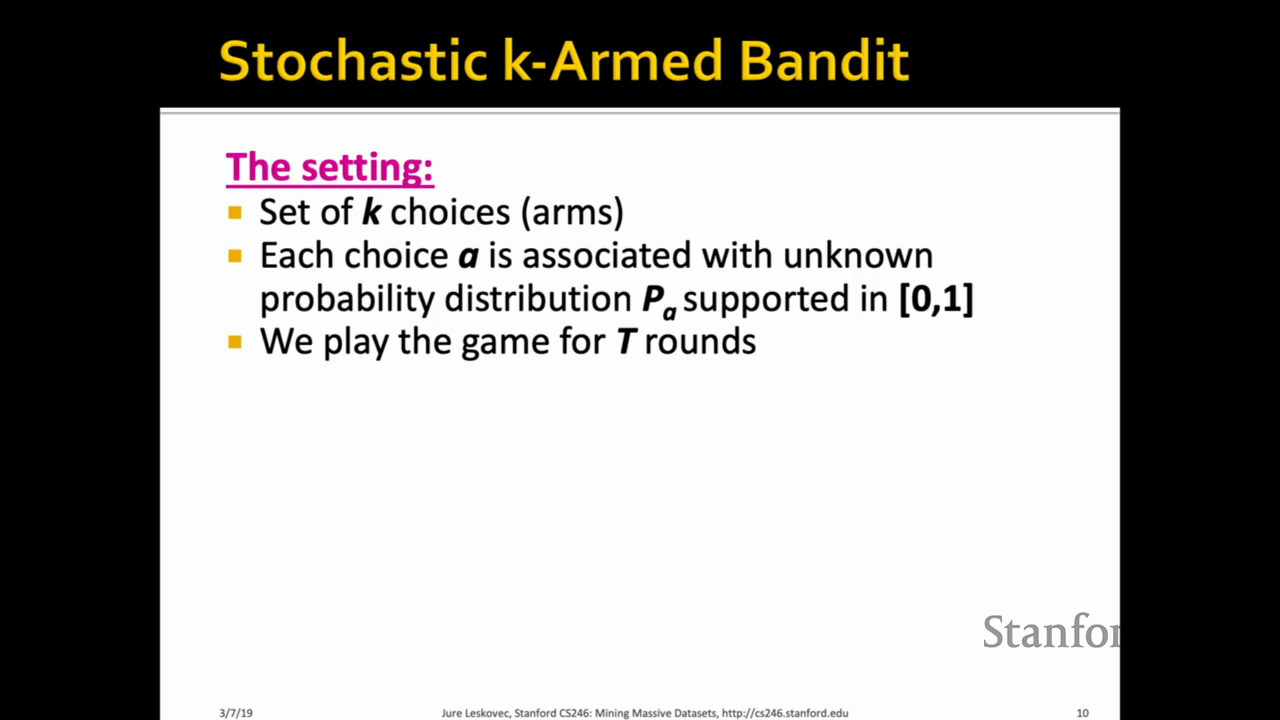 Stochastic k-Armed Bandit
The setting:
Set of k choices (arms)
Each choice a is associated with unknown
probability distribution Pa supported in [0,1]
We play the game for T rounds
Stanfor
3/7/19
Jure Leskovec, Stanford CS246: Mining Massive Datasets, http://cs246.stanford.edu
10